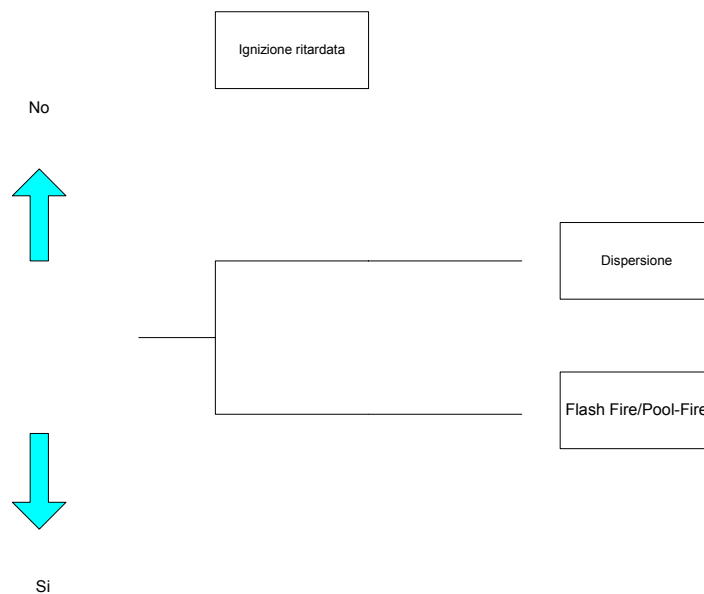 Ignizione ritardata
No
Dispersione
Flash Fire/Pool-Fire
Si